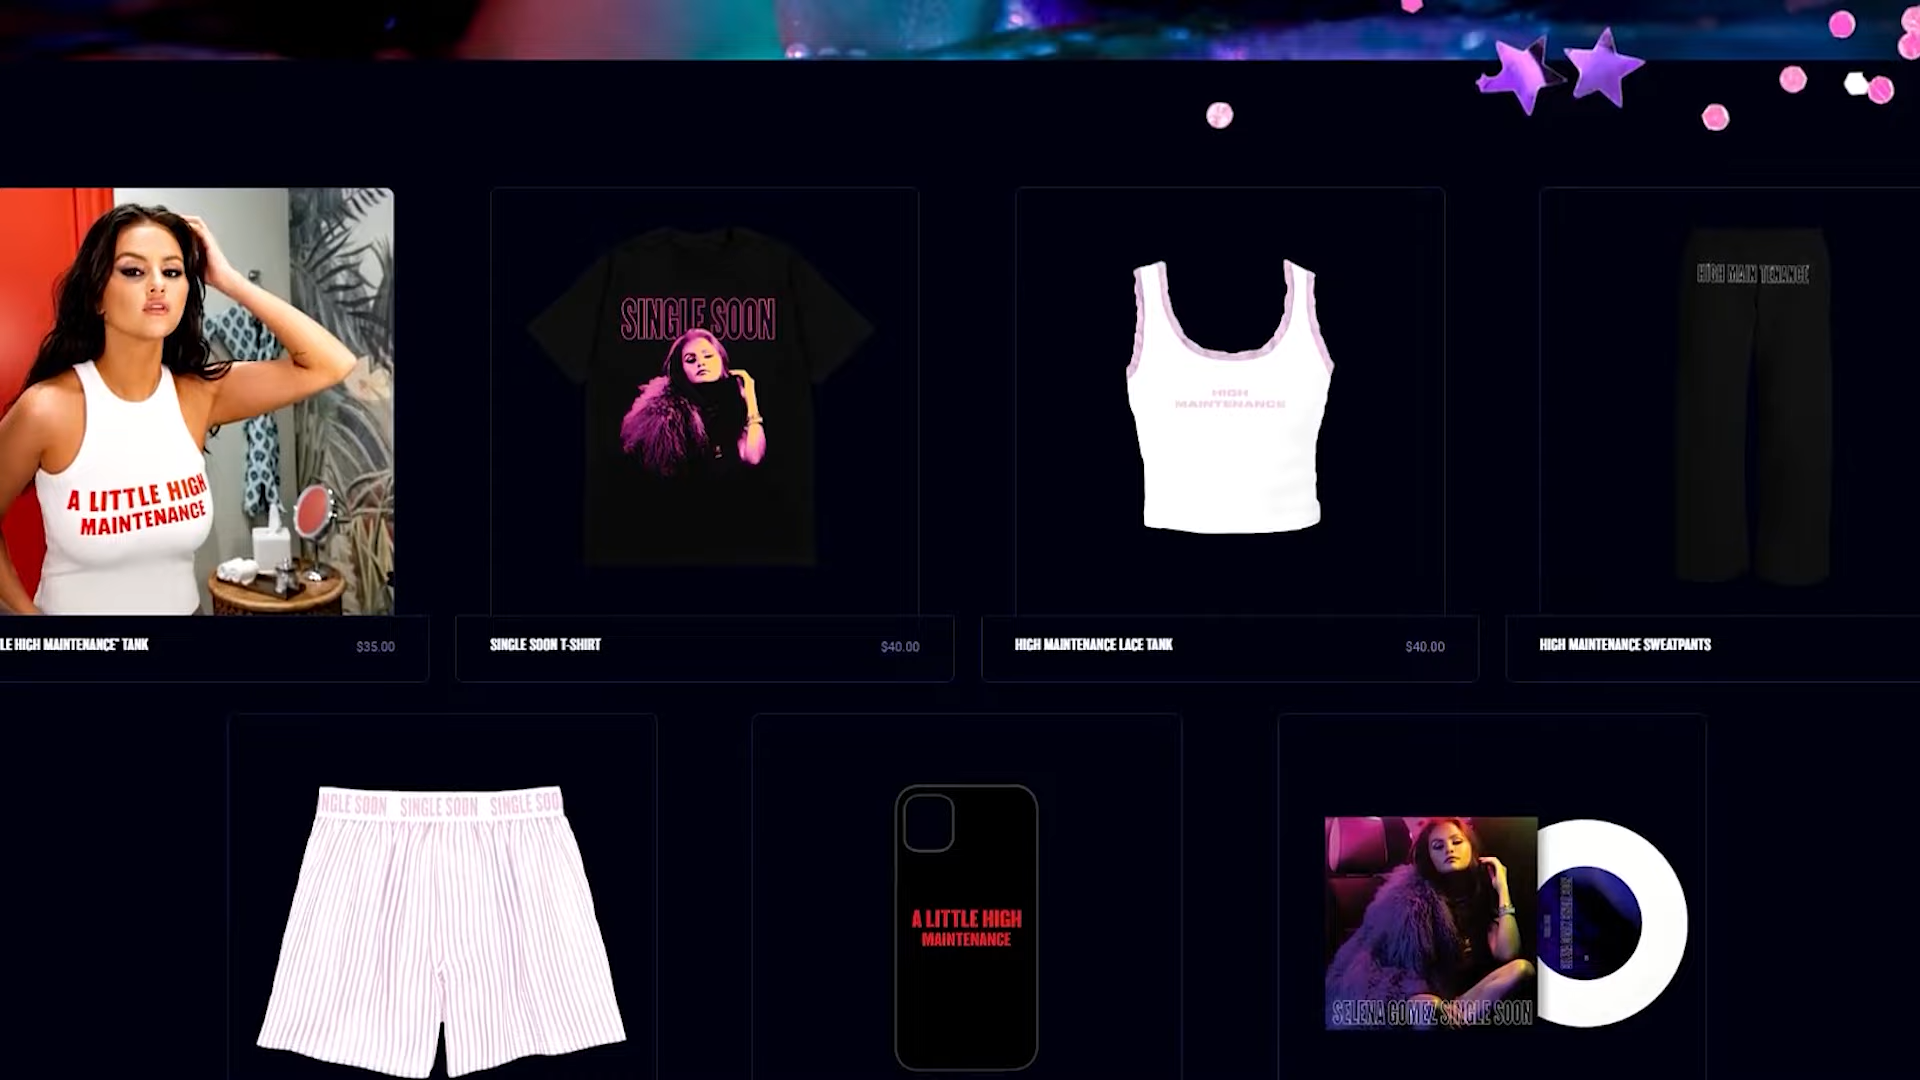 A LITTLE HIGH
MAINTENANCE
SINGLE SOON
HIGH
MAINTENANCE
HIGH MAIN TENANCE
LE HIGH MAINTENANCE" TANK
$35.00
SINGLE SOON T-SHIRT
$40.00
HIGH MAINTENANCE LACE TANK
$40.00
HIGH MAINTENANCE SWEATPANTS
NGLE SOON SINGLE SOON SINGLE SOO
A LITTLE HIGH
MAINTENANCE
SELENA GOMEZ SINGLE SOON